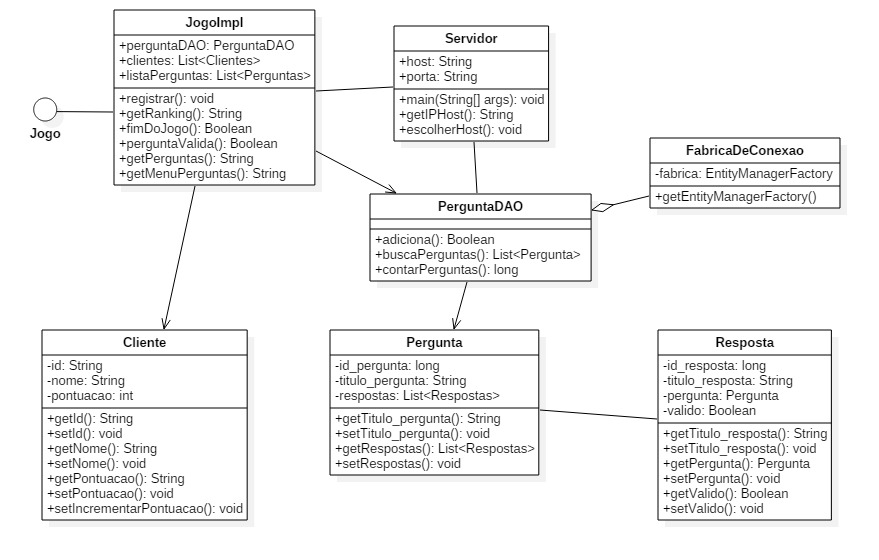 JogoImpl
+perguntaDAO: PerguntaDAO
+clientes: List<Clientes>
+listaPerguntas: List<Perguntas>
+registrar(): void
+getRanking(): String
+fimDoJogo(): Boolean
+perguntaValida(): Boolean
+getPerguntas(): String
+getMenuPerguntas(): String
Servidor
+host: String
+porta: String
+main(String[] args): void
+getIPHost(): String
+escolherHost(): void
Jogo
FabricaDeConexao
-fabrica: EntityManagerFactory
+getEntityManagerFactory()
PerguntaDAO
+adiciona(): Boolean
+buscaPerguntas(): List<Pergunta>
+contarPerguntas(): long
Cliente
-id: String
-nome: String
-pontuacao: int
+getId(): String
+setId(): void
+getNome(): String
+setNome(): void
+getPontuacao(): String
+setPontuacao(): void
+setIncrementarPontuacao(): void
Pergunta
-id_pergunta: long
-titulo_pergunta: String
-respostas: List<Respostas>
+getTitulo_pergunta(): String
+setTitulo_pergunta(): void
+getRespostas(): List<Respostas>
+setRespostas(): void
Resposta
-id_resposta: long
-titulo_resposta: String
-pergunta: Pergunta
-valido: Boolean
+getTitulo_resposta(): String
+setTitulo_resposta(): void
+getPergunta(): Pergunta
+setPergunta(): void
+getValido(): Boolean
+setValido(): void